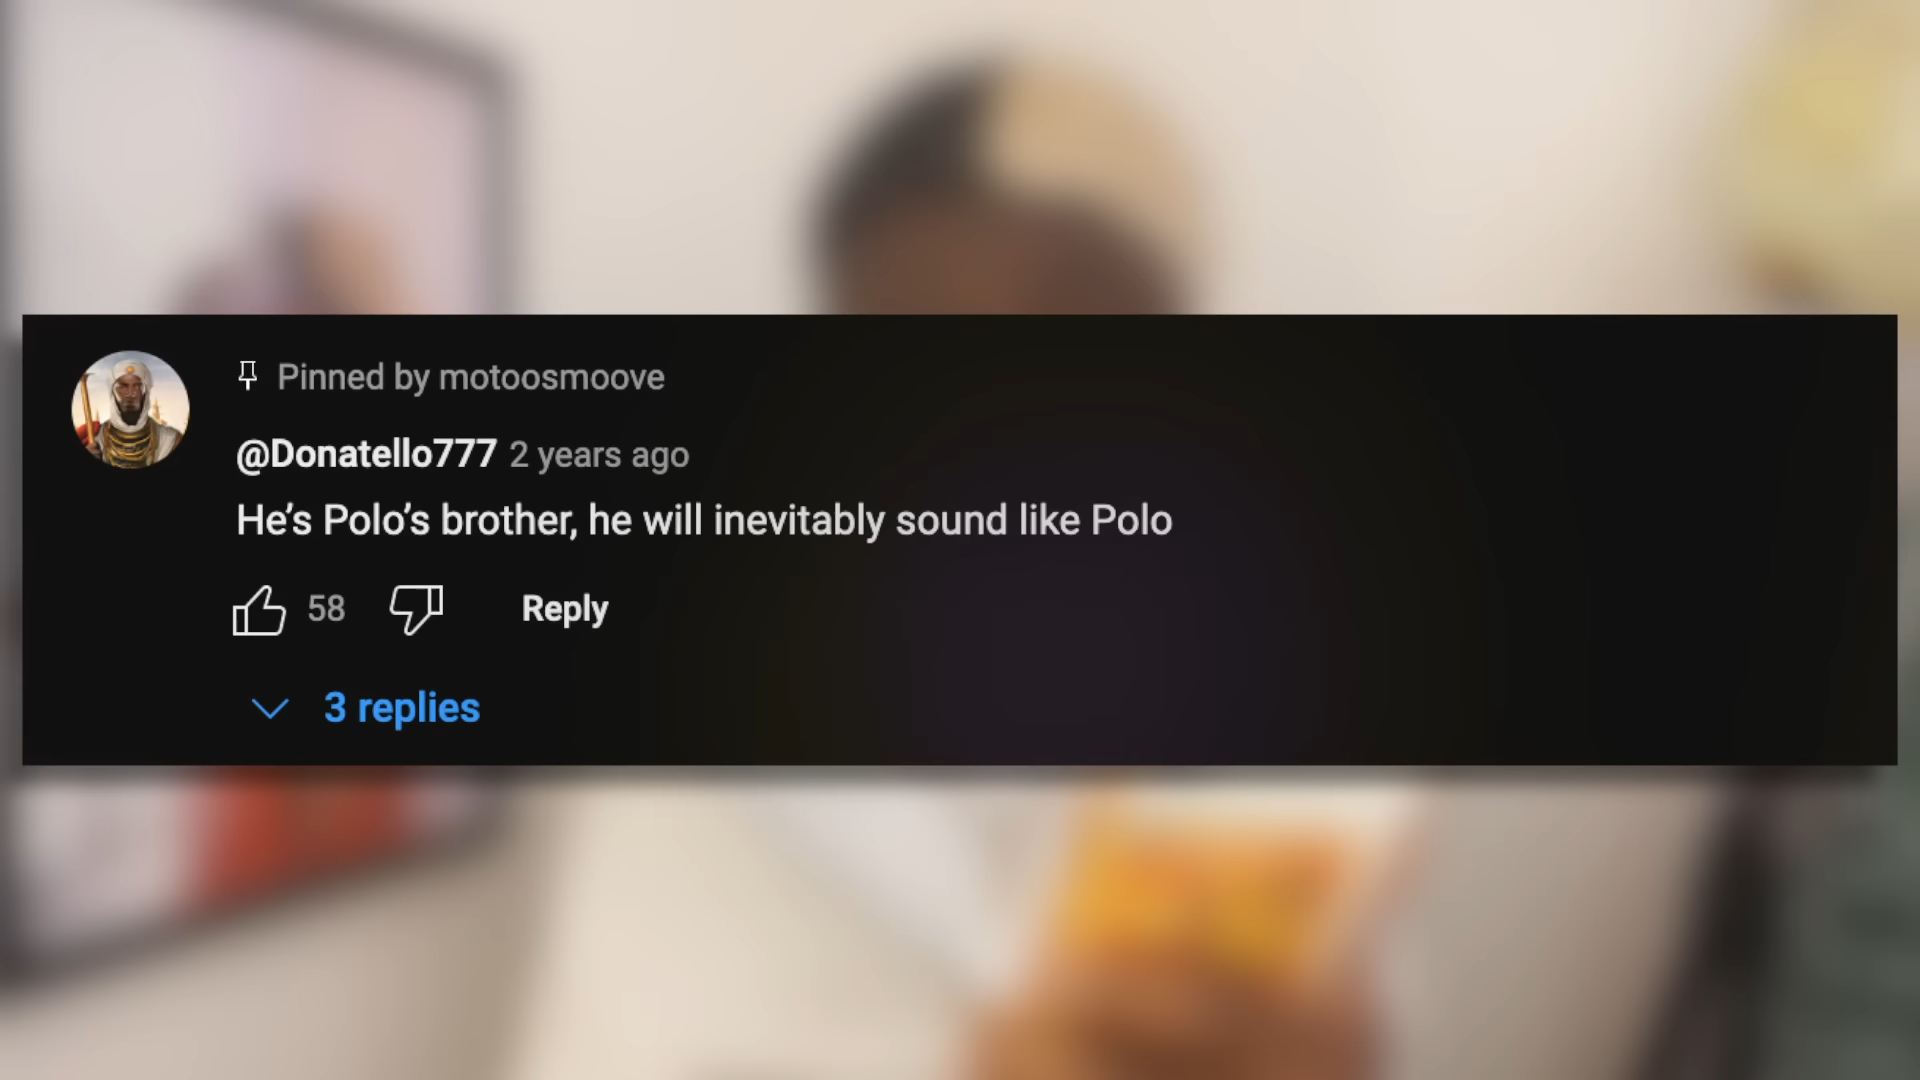 Pinned by motoosmoove
@Donatello777 2 years ago
He’s Polo’s brother, he will inevitably sound like Polo
58 Reply
3 replies